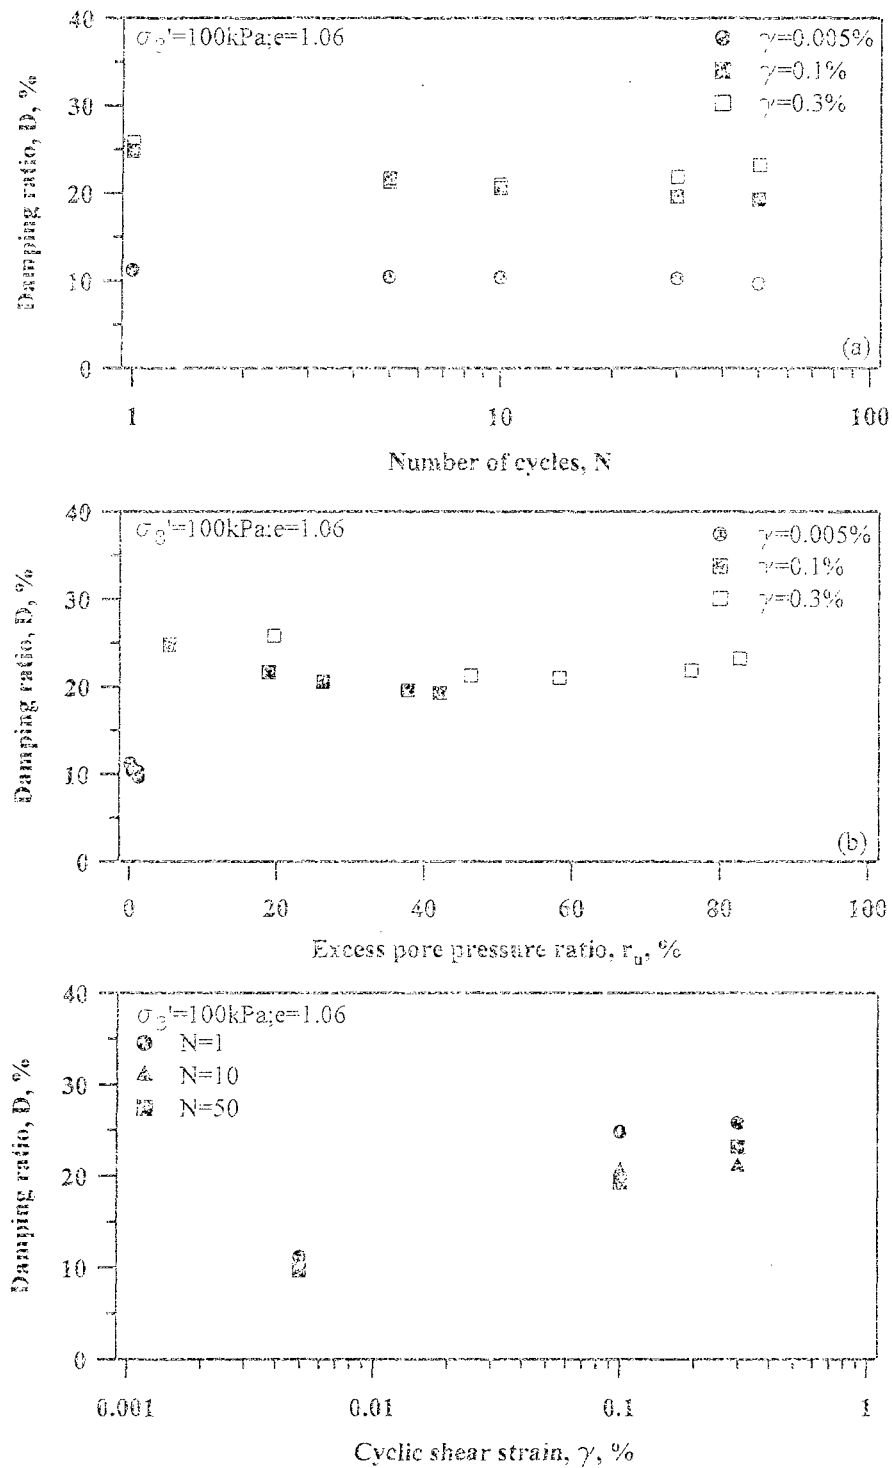 40
30
20
10
0
Damping ratio, D, %
σ3'=100kPa;e=1.06
γ=0.005%
γ=0.1%
γ=0.3%
(a)
1
10
100
Number of cycles, N
40
30
20
10
0
Damping ratio, D, %
σ3'=100kPa;e=1.06
γ=0.005%
γ=0.1%
γ=0.3%
(b)
0
20
40
60
80
100
Excess pore pressure ratio, ru, %
40
30
20
10
0
Damping ratio, D, %
σ3'=100kPa;e=1.06
N=1
N=10
N=50
0.001
0.01
0.1
1
Cyclic shear strain, γ, %